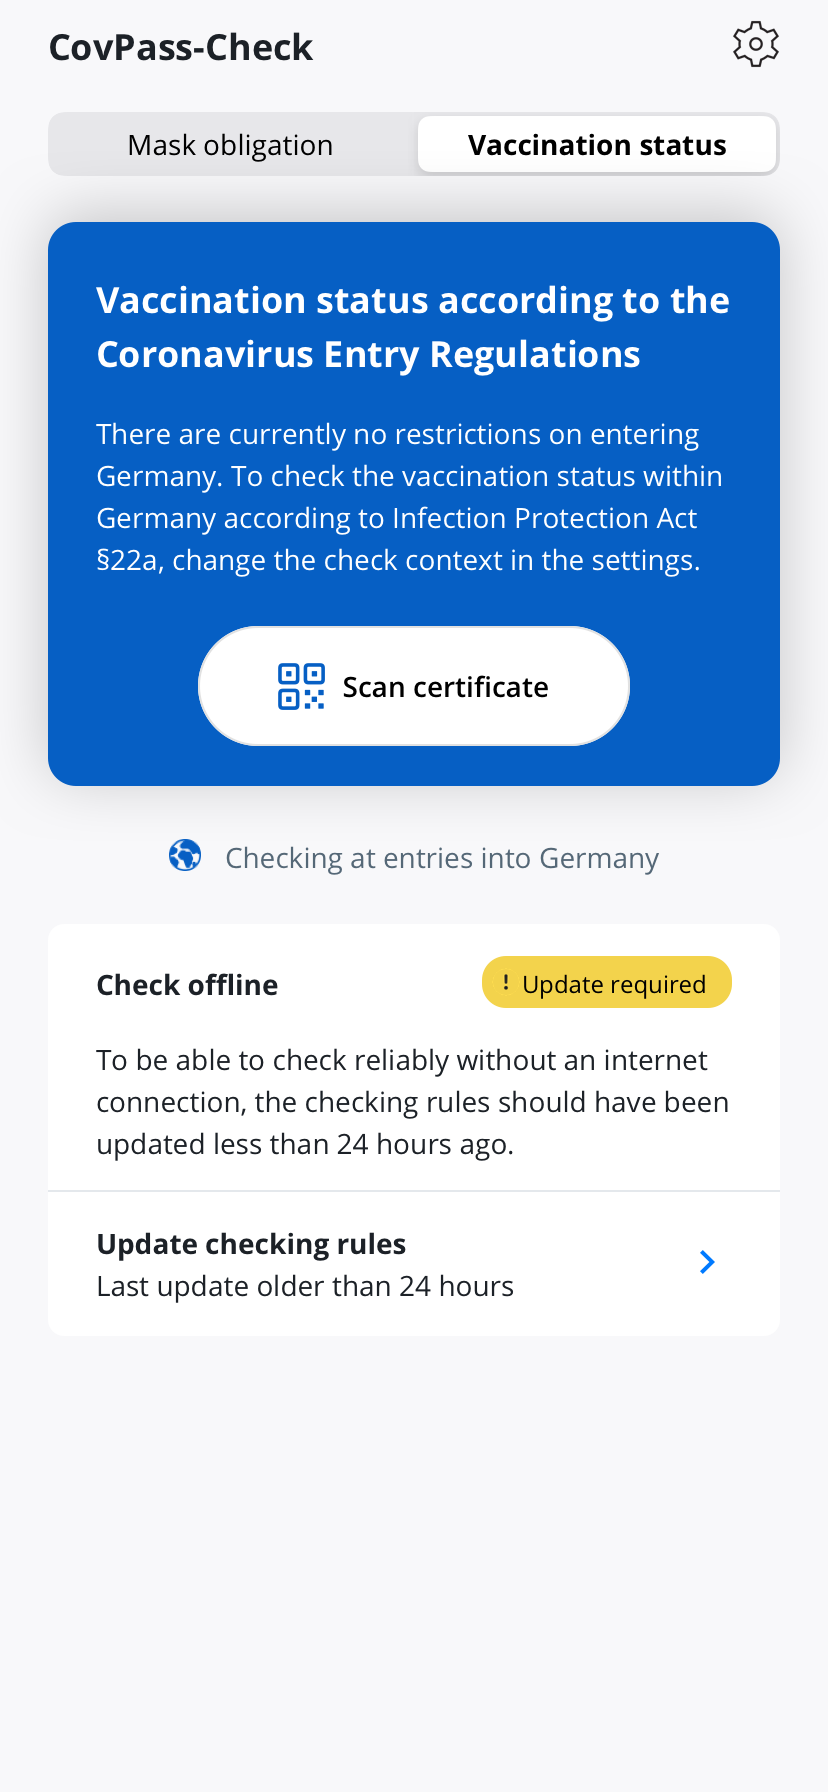 CovPass-Check
Mask obligation
Vaccination status
Vaccination status according to the
Coronavirus Entry Regulations
There are currently no restrictions on entering
Germany. To check the vaccination status within
Germany according to Infection Protection Act
§22a, change the check context in the settings.
Scan certificate
Checking at entries into Germany
Check offline
! Update required
To be able to check reliably without an internet
connection, the checking rules should have been
updated less than 24 hours ago.
Update checking rules
Last update older than 24 hours